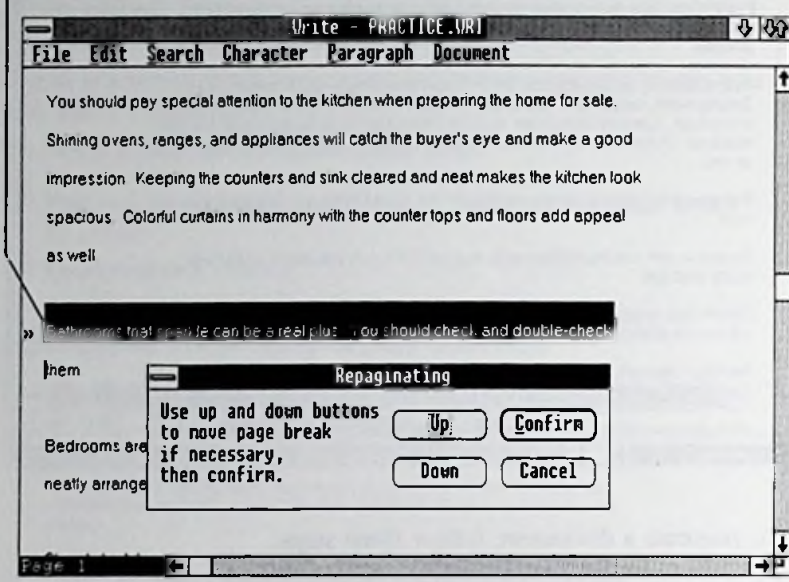 Write - PRACTICE.WRI
File Edit Search Character Paragraph Document
You should pay special attention to the kitchen when preparing the home for sale.
Shining ovens, ranges, and appliances will catch the buyer's eye and make a good
impression. Keeping the counters and sink cleared and neat makes the kitchen look
spacious. Colorful curtains in harmony with the counter tops and floors add appeal
as well
» Bathrooms that sparkle can be a real plus. You should check and double-check
them
Repaginating
Use up and down buttons
to move page break
if necessary,
then confirm.
Up
Confirm
Down
Cancel
Bedrooms are
neatly arrange
Page 1